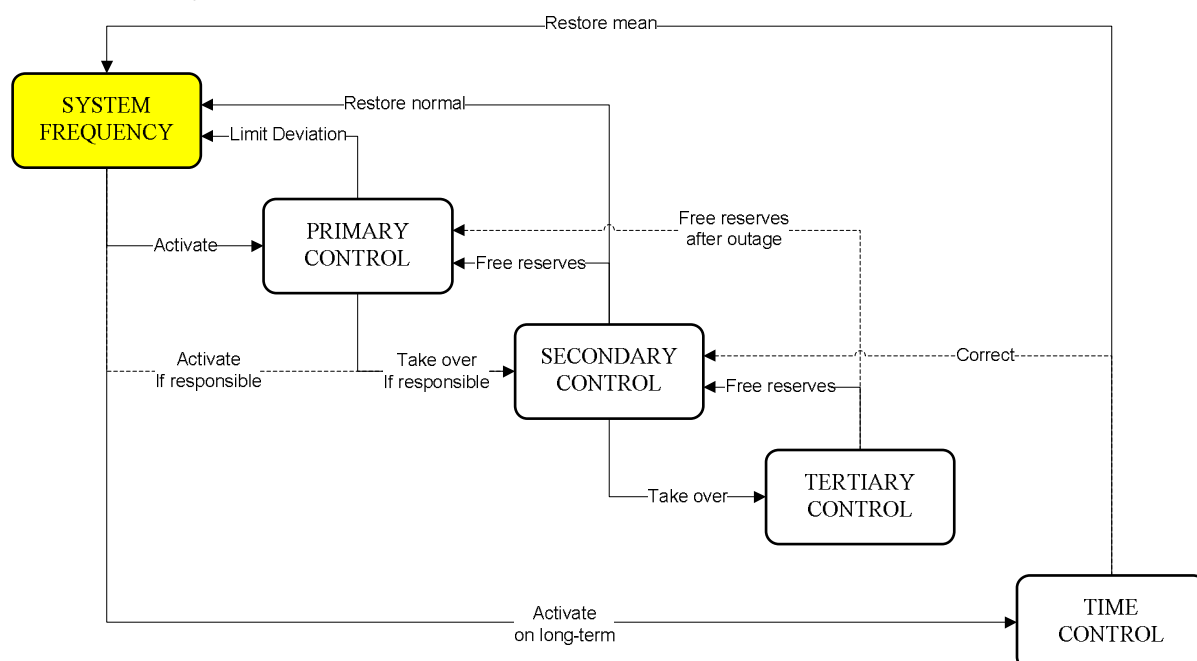 Restore mean
SYSTEM
FREQUENCY
Restore normal
Limit Deviation
PRIMARY
CONTROL
Free reserves
after outage
Activate
Free reserves
Activate
If responsible
Take over
If responsible
SECONDARY
CONTROL
Correct
Free reserves
TERTIARY
CONTROL
Take over
Activate
on long-term
TIME
CONTROL